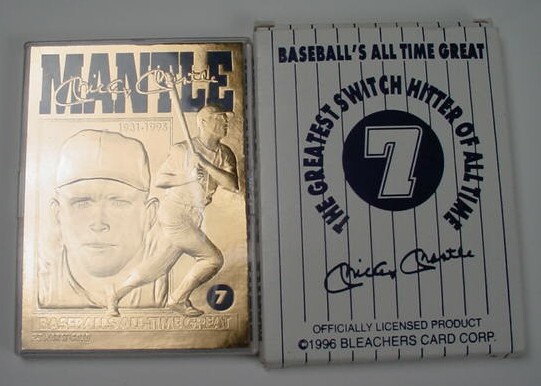 MANTLE
Mickey Mantle
1931-1995
7
BASEBALL'S ALL-TIME GREAT
BASEBALL'S ALL TIME GREAT
THE GREATEST SWITCH HITTER OF ALL TIME
7
Mickey Mantle
OFFICIALLY LICENSED PRODUCT
©1996 BLEACHERS CARD CORP.